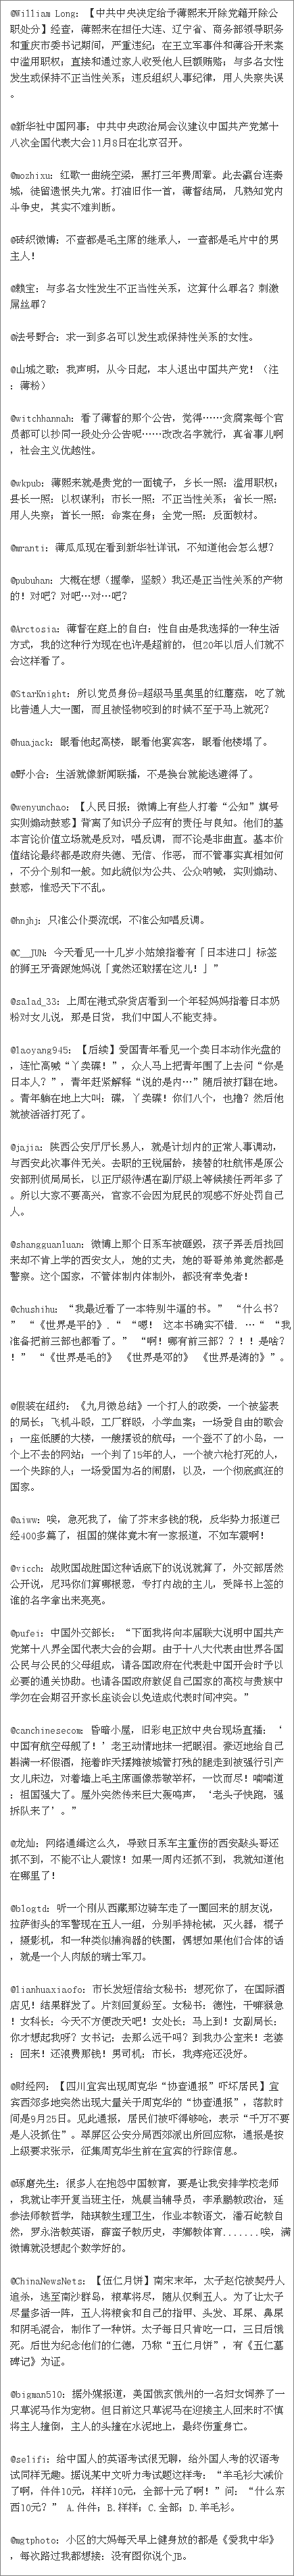 @William Long: 【中共中央决定给予薄熙来开除党籍开除公
职处分】经查，薄熙来在担任大连、辽宁省、商务部领导职务
和重庆市委书记期间，严重违纪；在王立军事件和薄谷开来案
中滥用职权；直接和通过家人收受他人巨额贿赂；与多名女性
发生或保持不正当性关系；违反组织人事纪律，用人失察失误
。
@新华社中国网事：中共中央政治局会议建议中国共产党第十
八次全国代表大会11月8日在北京召开。
@mozhixu: 红歌一曲绕空梁，黑打三年费周章。此去瀛台连秦
城，徒留遗恨失九常。打油旧作一首，薄督结局，凡熟知党内
斗争史，其实不难判断。
@砖织微博：不查都是毛主席的继承人，一查都是毛片中的男
主人！
@赖宝：与多名女性发生不正当性关系，这算什么罪名？刺激
屌丝罪？
@法号野合：求一到多名可以发生或保持性关系的女性。
@山城之歌：我声明，从今日起，本人退出中国共产党！（注
：薄粉）
@witchhannah: 看了薄督的那个公告，觉得……贪腐案每个官
员都可以抄同一段处分公告呢……改改名字就行，真省事儿啊
，社会主义优越性。
@wkpub: 薄熙来就是贵党的一面镜子，乡长一照：滥用职权；
县长一照：以权谋利；市长一照：不正当性关系；省长一照：
用人失察；首长一照：命案在身；全党一照：反面教材。
@mranti: 薄瓜瓜现在看到新华社详讯，不知道他会怎么想？
@pubuhan: 大概在想（握拳，坚毅）我还是正当性关系的产物
的！对吧？对吧…对…吧？
@Arctosia: 薄督在庭上的自白：性自由是我选择的一种生活
方式，我的这种行为现在也许是超前的，但20年以后人们就不
会这样看了。
@StarKnight: 所以党员身份=超级马里奥里的红蘑菇，吃了就
比普通人大一圈，而且被怪物咬到的时候不至于马上就死？
@huajack: 眼看他起高楼，眼看他宴宾客，眼看他楼塌了。
@野小合：生活就像新闻联播，不是换台就能逃避得了。
@wenyunchao: 【人民日报：微博上有些人打着“公知”旗号
实则煽动鼓惑】背离了知识分子应有的责任与良知。他们的基
本言论价值立场就是反对，唱反调，而不论是非曲直。基本价
值结论最终都是政府失德、无信、作恶，而不管事实真相如何
，不分个别和一般。如此貌似为公共、公众呐喊，实则煽动、
鼓惑，惟恐天下不乱。
@hnjhj: 只准公仆耍流氓，不准公知唱反调。
@C__JUN: 今天看见一十几岁小姑娘指着有「日本进口」标签
的狮王牙膏跟她妈说「竟然还敢摆在这儿！」”
@salad_33: 上周在港式杂货店看到一个年轻妈妈指着日本奶
粉对女儿说，那是日货，我们中国人不能支持。
@laoyang945: 【后续】爱国青年看见一个卖日本动作光盘的
，连忙高喊“丫卖碟！”，众人马上把青年围了上去问“你是
日本人？”，青年赶紧解释“说的是内…”随后被打翻在地。
，青年躺在地上大叫：碟，丫卖碟！你们八个，也撸？然后他
就被活活打死了。
@jajia: 陕西公安厅厅长易人，就是计划内的正常人事调动，
与西安此次事件无关。去职的王锐届龄，接替的杜航伟是原公
安部刑侦局局长，以正厅级待遇在副厅级上等候接任两年多了
。所以大家不要高兴，官家不会因为屁民的观感不好处罚自己
人。
@shangguanluan: 微博上那个日系车被砸毁，孩子弄丢后找回
来却不肯上学的西安女人，她的丈夫，她的哥哥弟弟竟然都是
警察。这个国家，不管体制内体制外，都没有幸免者！
@chushihu: “我最近看了一本特别牛逼的书。” “什么书？
” “《世界是平的》.“ “嗯！ 这本书确实不错. …“ “我
准备把前三部也都看了。” “啊！哪有前三部？？！！是啥？
！” “《世界是毛的》 《世界是邓的》 《世界是涛的》”。
@假装在纽约：《九月微总结》一个打人的政委，一个被鉴表
的局长；飞机斗殴，工厂群殴，小学血案；一场爱自由的歌会
；一座低腰的大楼，一艘摆设的航母；一个登不了的小岛，一
个上不去的网站；一个判了15年的人，一个被六枪打死的人，
一个失踪的人；一场爱国为名的闹剧，以及，一个彻底疯狂的
国家。
@aiww: 唉，急死我了，偷了芥末多钱的税，反华势力报道已
经400多篇了，祖国的媒体竟木有一家报道，不如车震啊！
@vicch: 战败国战胜国这种话底下的说说就算了，外交部居然
公开说，尼玛你们算哪根葱，专打内战的主儿，受降书上签的
谁的名字拿出来亮亮。
@pufei: 中国外交部长：“下面我将向本届联大说明中国共产
党第十八界全国代表大会的会期。由于十八大代表由世界各国
公民与公民的父母组成，请各国政府在代表赴中国开会时予以
必要的通关协助。也请各国政府敦促自己国家的高校与贵族中
学勿在会期召开家长座谈会以免造成代表时间冲突。”
@canchinesecom: 昏暗小屋，旧彩电正放中央台现场直播：‘
中国有航空母舰了！’老王动情地抹一把眼泪。豪迈地给自己
斟满一杯假酒，拖着昨天摆摊被城管打残的腿走到被强行引产
女儿床边，对着墙上毛主席画像恭敬举杯，一饮而尽！喃喃道
：祖国强大了。屋外突然传来巨大轰鸣声，‘老头子快跑，强
拆队来了’。”
@龙灿：网络通缉这么久，导致日系车主重伤的西安敲头哥还
抓不到，不能不让人震惊！如果一周内还抓不到，我就知道他
在哪里了！
@blogtd: 听一个刚从西藏那边骑车走了一圈回来的朋友说，
拉萨街头的军警现在五人一组，分别手持枪械，灭火器，棍子
，摄影机，和一种类似捕狗器的铁圈，偶想如果他们合体的话
，就是一个人肉版的瑞士军刀。
@lianhuaxiaofo: 市长发短信给女秘书：想死你了，在国际酒
店见！结果群发了。片刻回复纷至。女秘书：德性，干嘛猴急
！女科长：今天不方便改天吧！女处长：马上到！女副局长：
你才想起我呀？女书记：去那么远干吗？到我办公室来！老婆
：回来！还浪费那钱！男司机：市长，我痔疮还没好。
@财经网：【四川宜宾出现周克华“协查通报”吓坏居民】宜
宾西郊多地突然出现大量关于周克华的“协查通报”，落款时
间是9月25日。见此通报，居民们被吓得够呛，表示“千万不要
是人没抓住”。翠屏区公安分局西郊派出所回应称，通报是按
上级要求张示，征集周克华生前在宜宾的行踪信息。
@琢磨先生：很多人在抱怨中国教育，要是让我安排学校老师
，我就让李开复当班主任，姚晨当辅导员，李承鹏教政治，延
参法师教哲学，陆琪教生理卫生，作业本教语文，潘石屹教自
然，罗永浩教英语，薛蛮子教历史，李娜教体育.......唉，满
微博就没想起个数学好的。
@ChinaNewsNets: 【伍仁月饼】南宋末年，太子赵佗被契丹人
追杀，逃至南沙群岛，粮草将尽，随从仅剩五人。为了让太子
尽量多活一阵，五人将粮食和自己的指甲、头发、耳屎、鼻屎
和阴毛混合，制作了一种饼。太子每日只肯吃一口，三日后饿
死。后世为纪念他们的仁德，乃称“五仁月饼”，有《五仁墓
碑记》为证。
@bigman510: 据外媒报道，美国俄亥俄州的一名妇女饲养了一
只草泥马作为宠物。但日前这只草泥马在迎接主人回来时不慎
将主人撞倒，主人的头撞在水泥地上，最终伤重身亡。
@selifi: 给中国人的英语考试很无聊，给外国人考的汉语考
试同样无趣。据说某中文听力考试题这样考：“羊毛衫大减价
了啊，件件10元，样样10元，全部十元了啊！”问：“什么东
西10元？” A.件件；B.样样；C.全部；D.羊毛衫。
@mgtphoto: 小区的大妈每天早上健身放的都是《爱我中华》
，每次路过我都想接：没有图你说个JB。